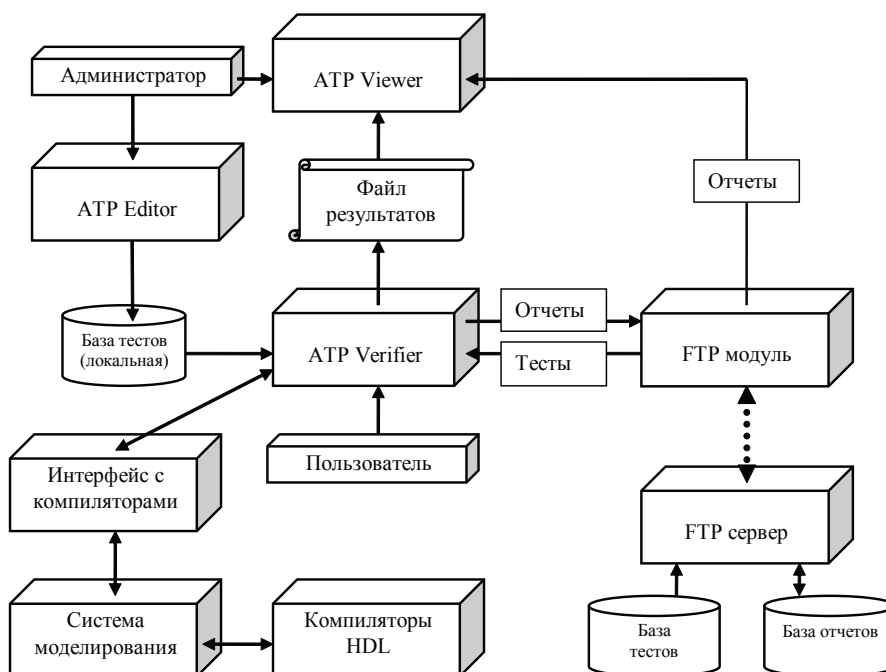 Администратор
ATP Viewer
Отчеты
Файл
результатов
ATP Editor
База тестов
(локальная)
ATP Verifier
Отчеты
Тесты
FTP модуль
Пользователь
Интерфейс с
компиляторами
FTP сервер
Система
моделирования
Компиляторы
HDL
База
тестов
База отчетов